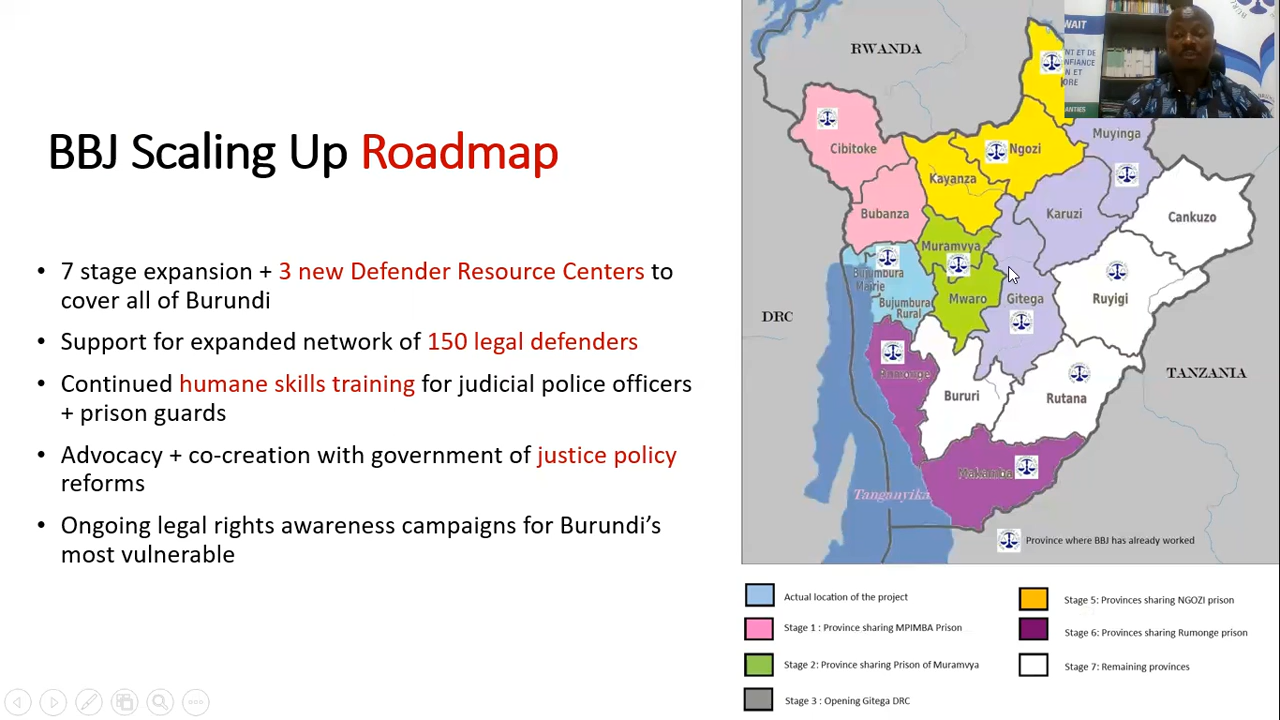 BBJ Scaling Up Roadmap
• 7 stage expansion + 3 new Defender Resource Centers to
cover all of Burundi
• Support for expanded network of 150 legal defenders
• Continued humane skills training for judicial police officers
+ prison guards
• Advocacy + co-creation with government of justice policy
reforms
• Ongoing legal rights awareness campaigns for Burundi's
most vulnerable
RWANDA
Cibitoke
Bubanza
Kayanza
Ngozi
Muyinga
Karuzi
Cankuzo
Muramvya
Bujumbura
Mairie
Bujumbura
Rural
Mwaro
Gitega
Ruyigi
DRC
TANZANIA
Rumonge
Bururi
Rutana
Makamba
Tanganyika
Province where BBJ has already worked
Actual location of the project
Stage 1 : Province sharing MPIMBA Prison
Stage 2: Province sharing Prison of Muramvya
Stage 3 : Opening Gitega DRC
Stage 5: Provinces sharing NGOZI prison
Stage 6: Provinces sharing Rumonge prison
Stage 7: Remaining provinces